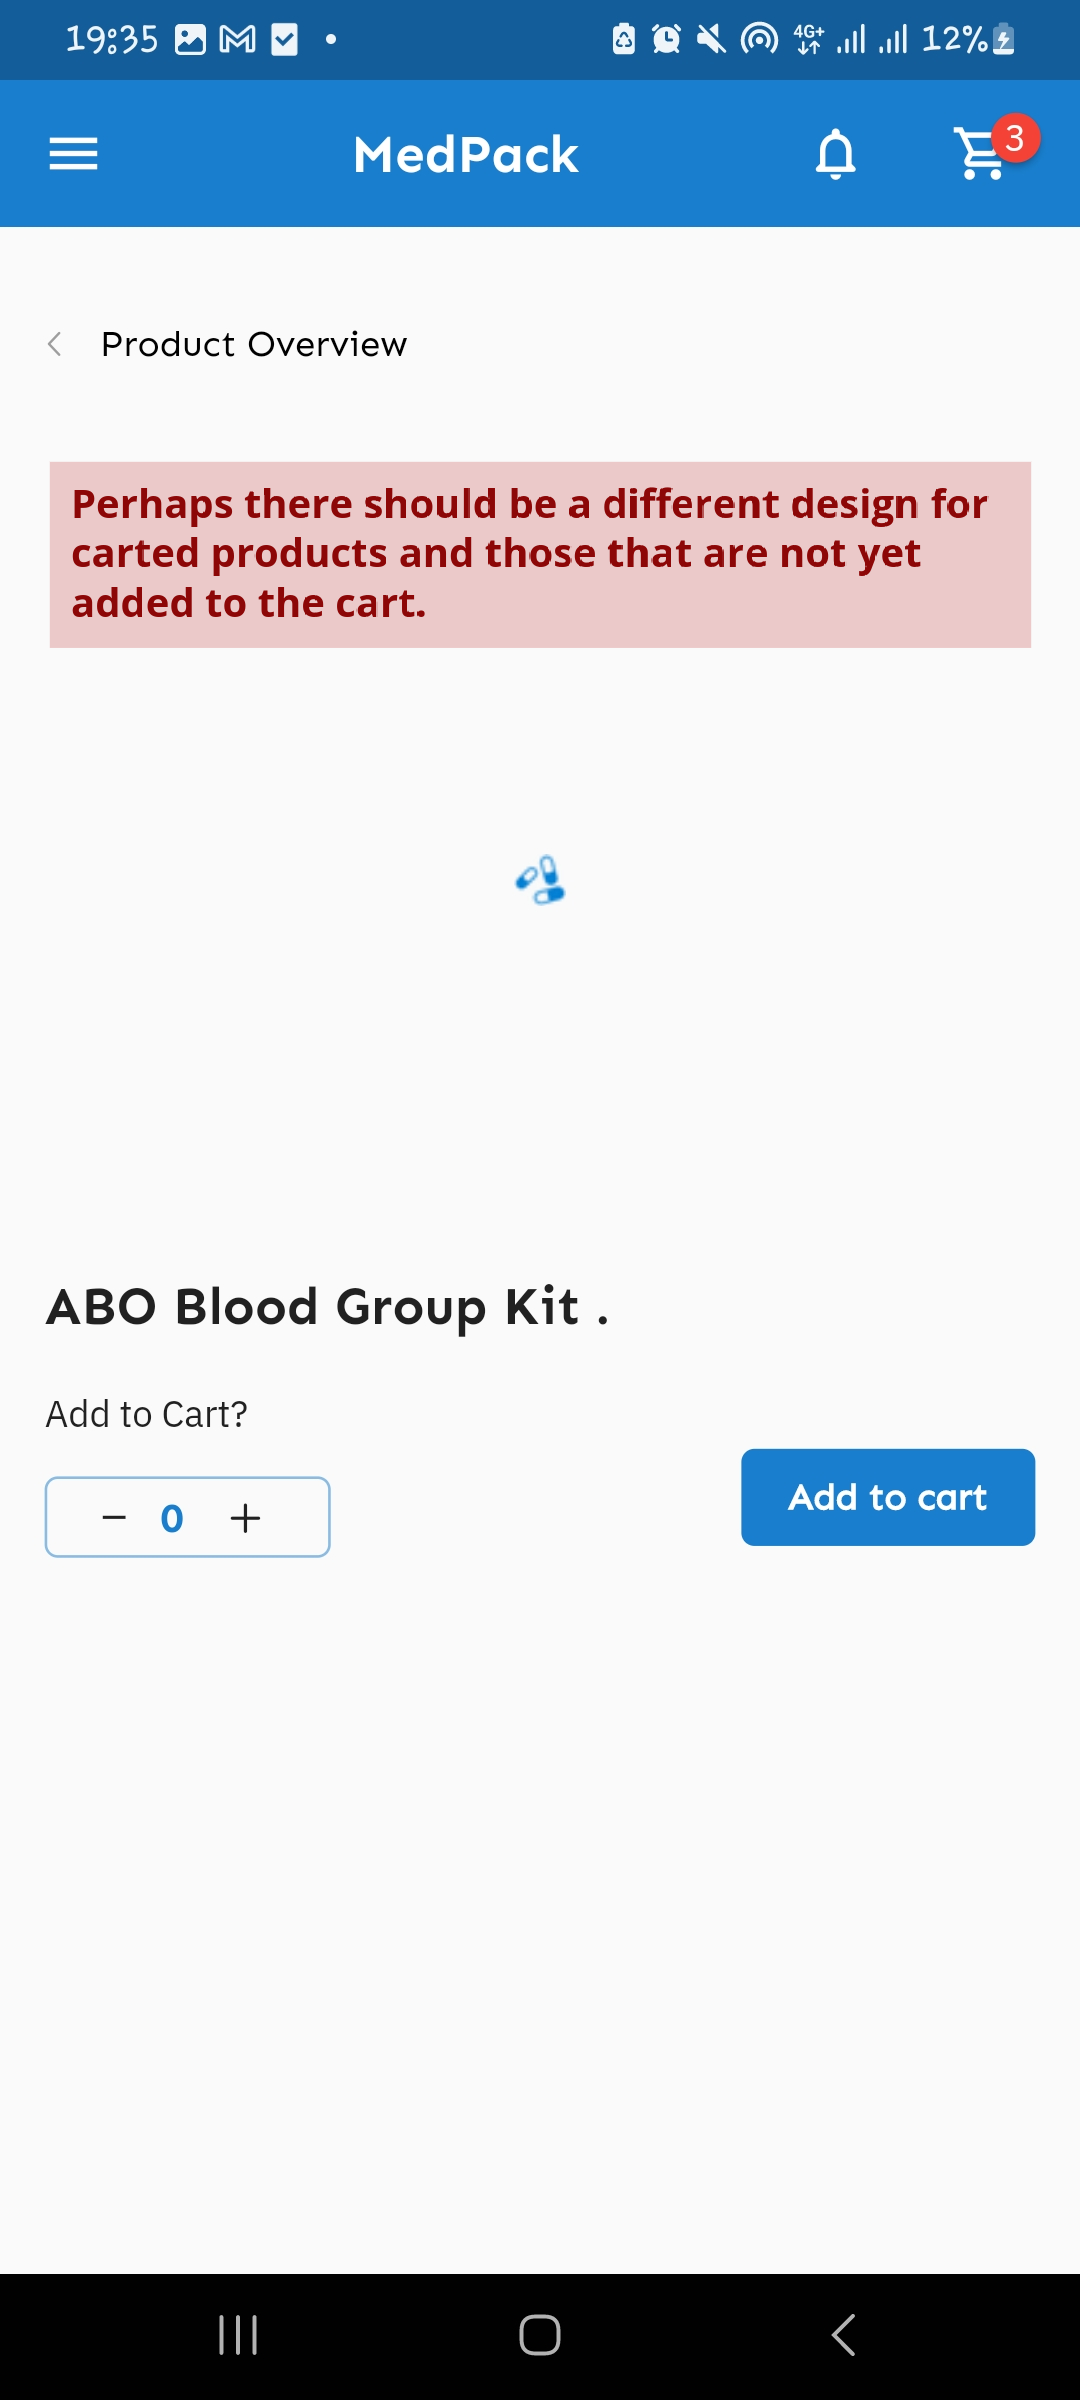 19:35
4G+
12%
MedPack
3
Product Overview
Perhaps there should be a different design for
carted products and those that are not yet
added to the cart.
ABO Blood Group Kit .
Add to Cart?
− 0 +
Add to cart